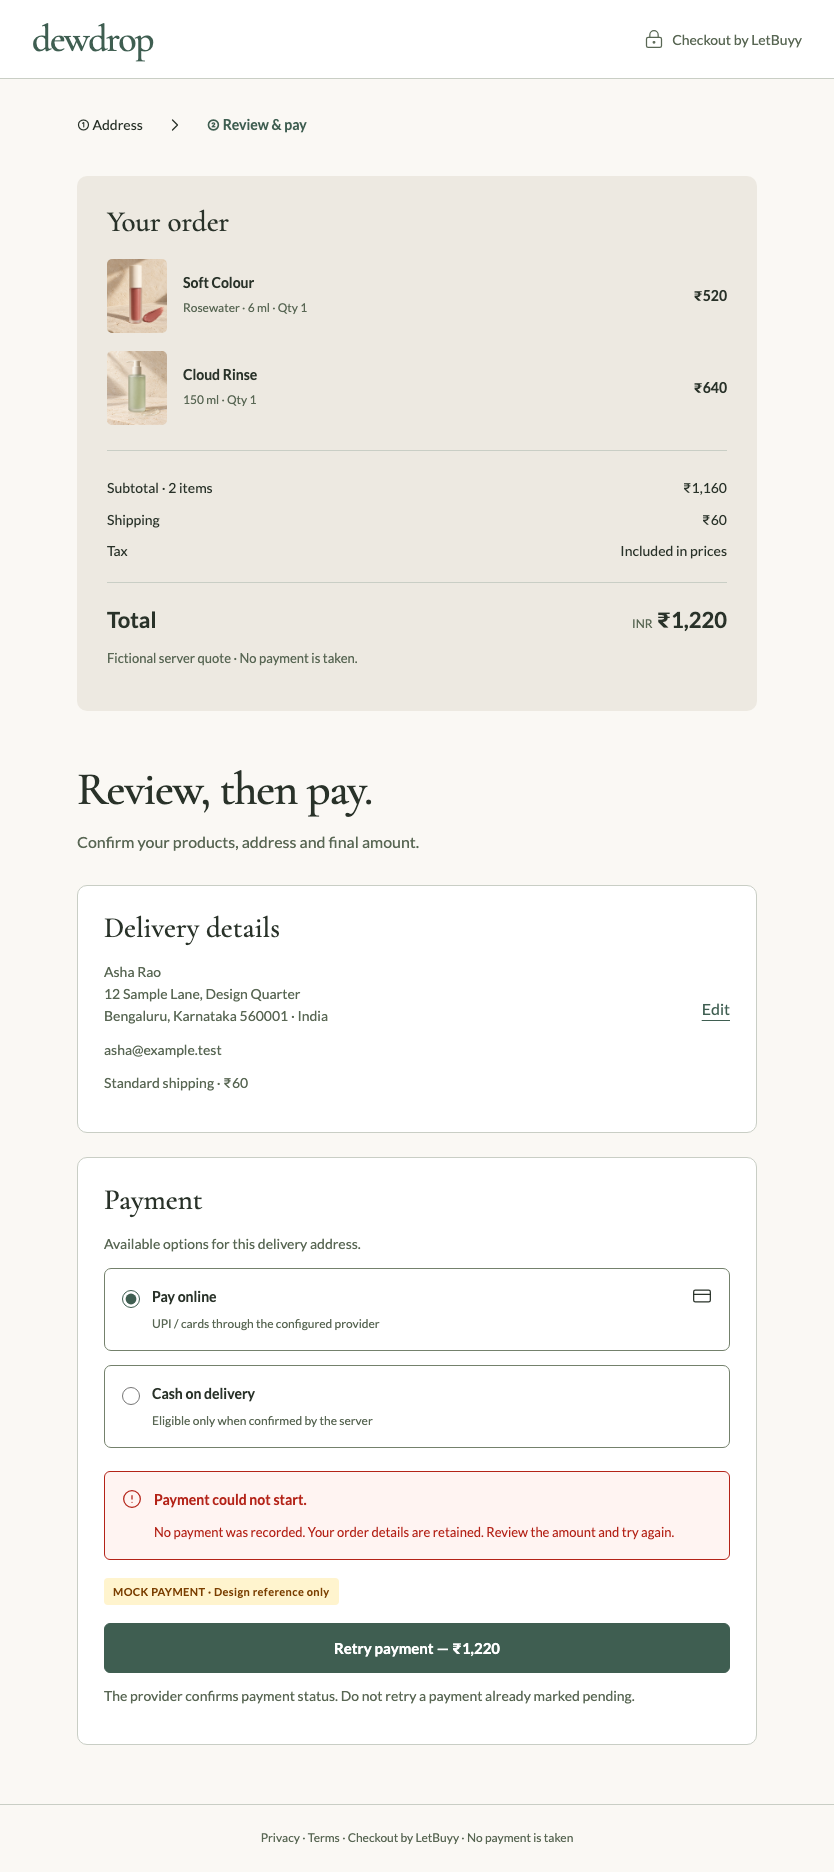 dewdrop
Checkout by LetBuyy
① Address
② Review & pay
Your order
Soft Colour
Rosewater · 6 ml · Qty 1
₹520
Cloud Rinse
150 ml · Qty 1
₹640
Subtotal · 2 items ₹1,160
Shipping ₹60
Tax Included in prices
Total INR ₹1,220
Fictional server quote · No payment is taken.
Review, then pay.
Confirm your products, address and final amount.
Delivery details
Asha Rao
12 Sample Lane, Design Quarter
Bengaluru, Karnataka 560001 · India
Edit
asha@example.test
Standard shipping · ₹60
Payment
Available options for this delivery address.
Pay online
UPI / cards through the configured provider
Cash on delivery
Eligible only when confirmed by the server
Payment could not start.
No payment was recorded. Your order details are retained. Review the amount and try again.
MOCK PAYMENT · Design reference only
Retry payment — ₹1,220
The provider confirms payment status. Do not retry a payment already marked pending.
Privacy · Terms · Checkout by LetBuyy · No payment is taken